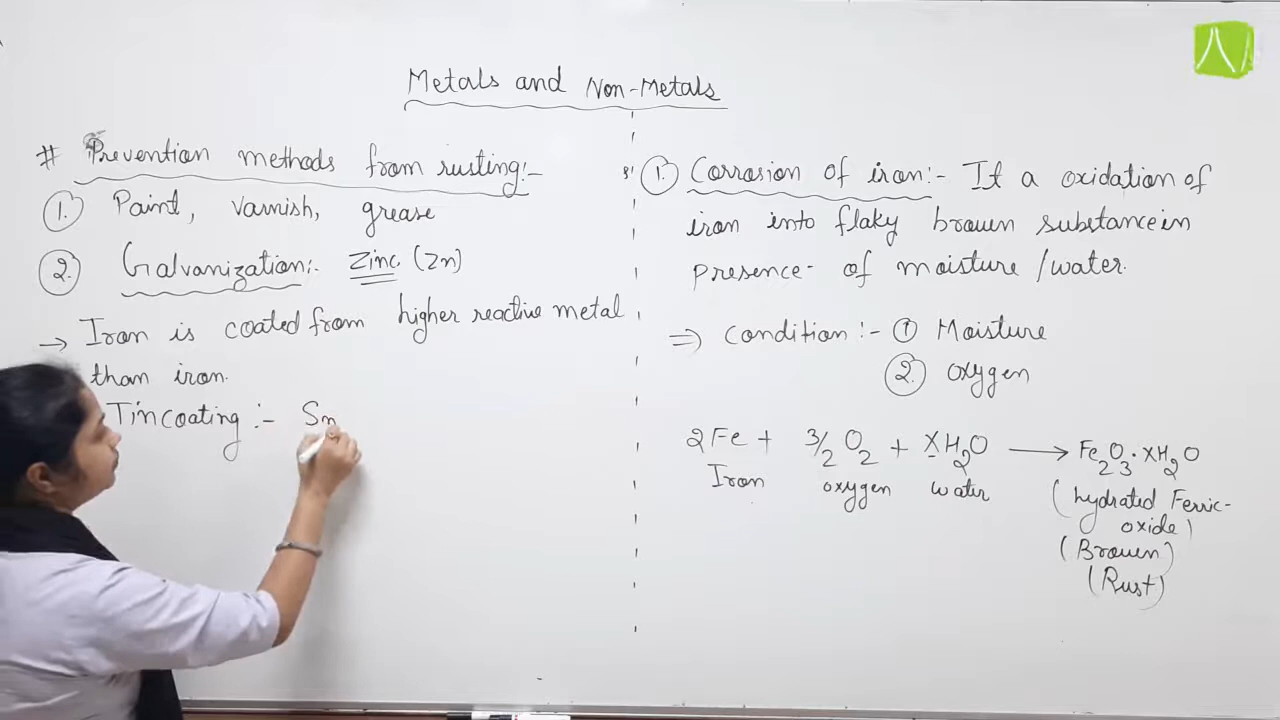 Metals and Non-Metals
# Prevention methods from rusting:-
1. Paint, varnish, grease
2. Galvanization:- Zinc. (Zn)
→ Iron is coated from higher reactive metal
than iron.
Tincoating :- Sn
1. Corrosion of iron:- It a oxidation of
iron into flaky brown substance in
presence- of moisture /water.
⇒ Condition :- 1 Moisture
2. oxygen
2Fe + 3/2 O2 + XH2O → Fe2O3.XH2O
Iron oxygen water (hydrated Ferric-
oxide)
(Brown)
(Rust)